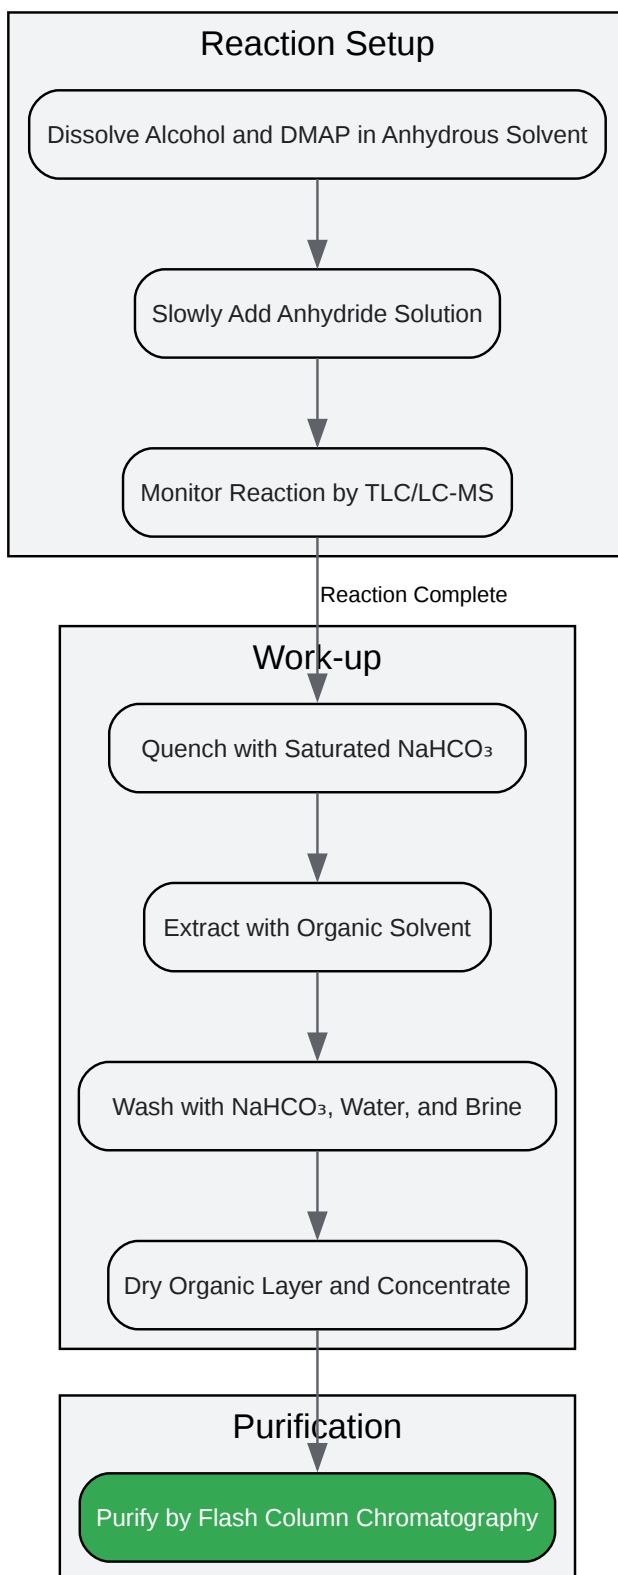 Reaction Setup
Dissolve Alcohol and DMAP in Anhydrous Solvent
Slowly Add Anhydride Solution
Monitor Reaction by TLC/LC-MS
Reaction Complete
Work-up
Quench with Saturated NaHCO₃
Extract with Organic Solvent
Wash with NaHCO₃, Water, and Brine
Dry Organic Layer and Concentrate
Purification
Purify by Flash Column Chromatography